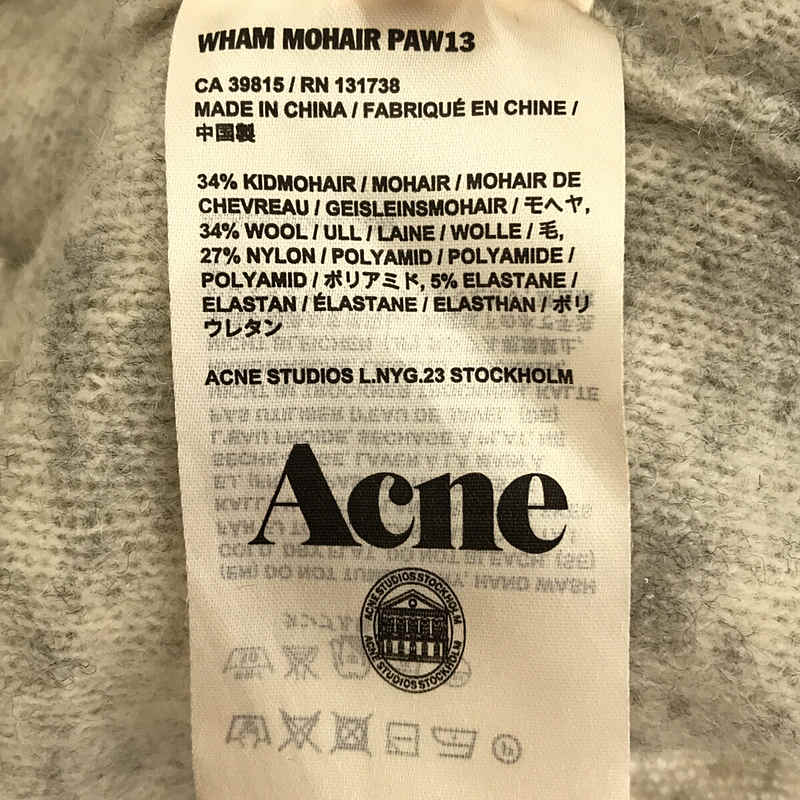 WHAM MOHAIR PAW13
CA 39815 / RN 131738
MADE IN CHINA / FABRIQUÉ EN CHINE /
中国製
34% KIDMOHAIR / MOHAIR / MOHAIR DE
CHEVREAU / GEISLEINSMOHAIR / モヘヤ,
34% WOOL / ULL / LAINE / WOLLE / 毛,
27% NYLON / POLYAMID / POLYAMIDE /
POLYAMID / ポリアミド, 5% ELASTANE /
ELASTAN / ÉLASTANE / ELASTHAN / ポリ
ウレタン
ACNE STUDIOS L.NYG.23 STOCKHOLM
Acne
ACNE STUDIOS STOCKHOLM
ACNE STUDIOS STOCKHOLM